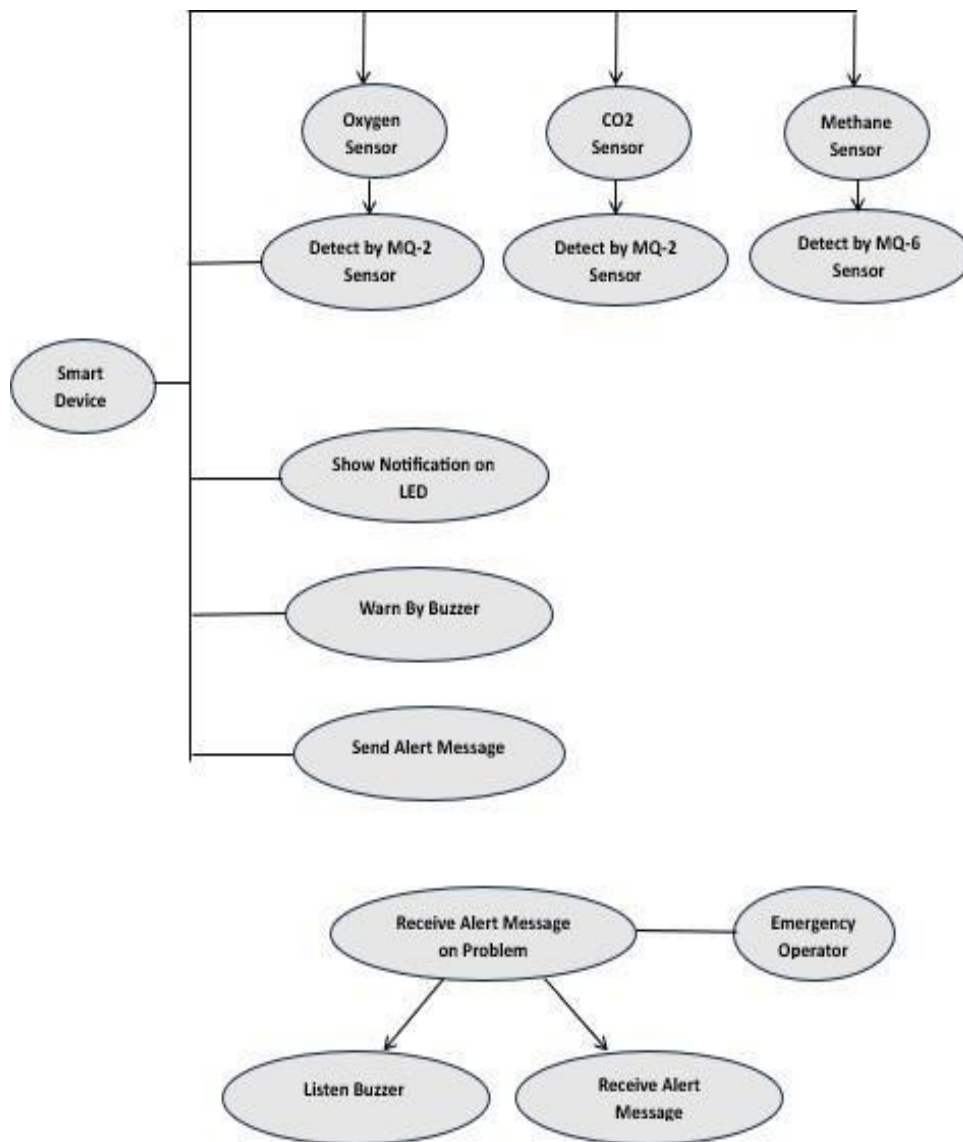 Oxygen
Sensor
CO2
Sensor
Methane
Sensor
Detect by MQ-2
Sensor
Detect by MQ-2
Sensor
Detect by MQ-6
Sensor
Smart
Device
Show Notification on
LED
Warn By Buzzer
Send Alert Message
Receive Alert Message
on Problem
Emergency
Operator
Listen Buzzer
Receive Alert
Message